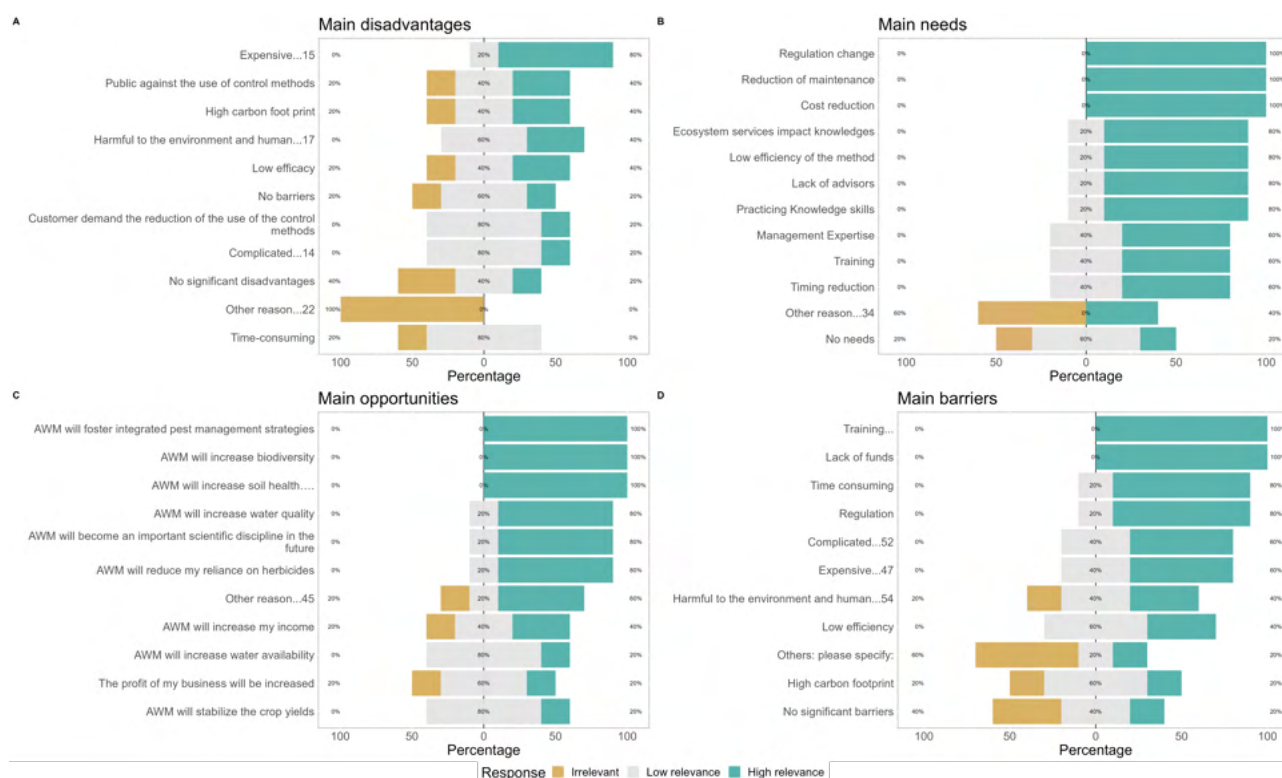 A
Main disadvantages
Expensive...15 0% 20% 80%
Public against the use of control methods 20% 40% 40%
High carbon foot print 20% 40% 40%
Harmful to the environment and human...17 0% 60% 40%
Low efficacy 20% 40% 40%
No barriers 20% 60% 20%
Customer demand the reduction of the use of the control
methods 0% 80% 20%
Complicated...14 0% 80% 20%
No significant disadvantages 40% 40% 20%
Other reason...22 100% 0% 0%
Time-consuming 20% 80% 0%
100 50 0 50 100
Percentage
B
Main needs
Regulation change 0% 0% 100%
Reduction of maintenance 0% 0% 100%
Cost reduction 0% 0% 100%
Ecosystem services impact knowledges 0% 20% 80%
Low efficiency of the method 0% 20% 80%
Lack of advisors 0% 20% 80%
Practicing Knowledge skills 0% 20% 80%
Management Expertise 0% 40% 60%
Training 0% 40% 60%
Timing reduction 0% 40% 60%
Other reason...34 60% 0% 40%
No needs 20% 60% 20%
100 50 0 50 100
Percentage
C
Main opportunities
AWM will foster integrated pest management strategies 0% 0% 100%
AWM will increase biodiversity 0% 0% 100%
AWM will increase soil health.... 0% 0% 100%
AWM will increase water quality 0% 20% 80%
AWM will become an important scientific discipline in the
future 0% 20% 80%
AWM will reduce my reliance on herbicides 0% 20% 80%
Other reason...45 20% 20% 60%
AWM will increase my income 20% 40% 40%
AWM will increase water availability 0% 80% 20%
The profit of my business will be increased 20% 60% 20%
AWM will stabilize the crop yields 0% 80% 20%
100 50 0 50 100
Percentage
D
Main barriers
Training... 0% 0% 100%
Lack of funds 0% 0% 100%
Time consuming 0% 20% 80%
Regulation 0% 20% 80%
Complicated...52 0% 40% 60%
Expensive...47 0% 40% 60%
Harmful to the environment and human...54 20% 40% 40%
Low efficiency 0% 60% 40%
Others: please specify: 60% 20% 20%
High carbon footprint 20% 60% 20%
No significant barriers 40% 40% 20%
100 50 0 50 100
Percentage
Response Irrelevant Low relevance High relevance